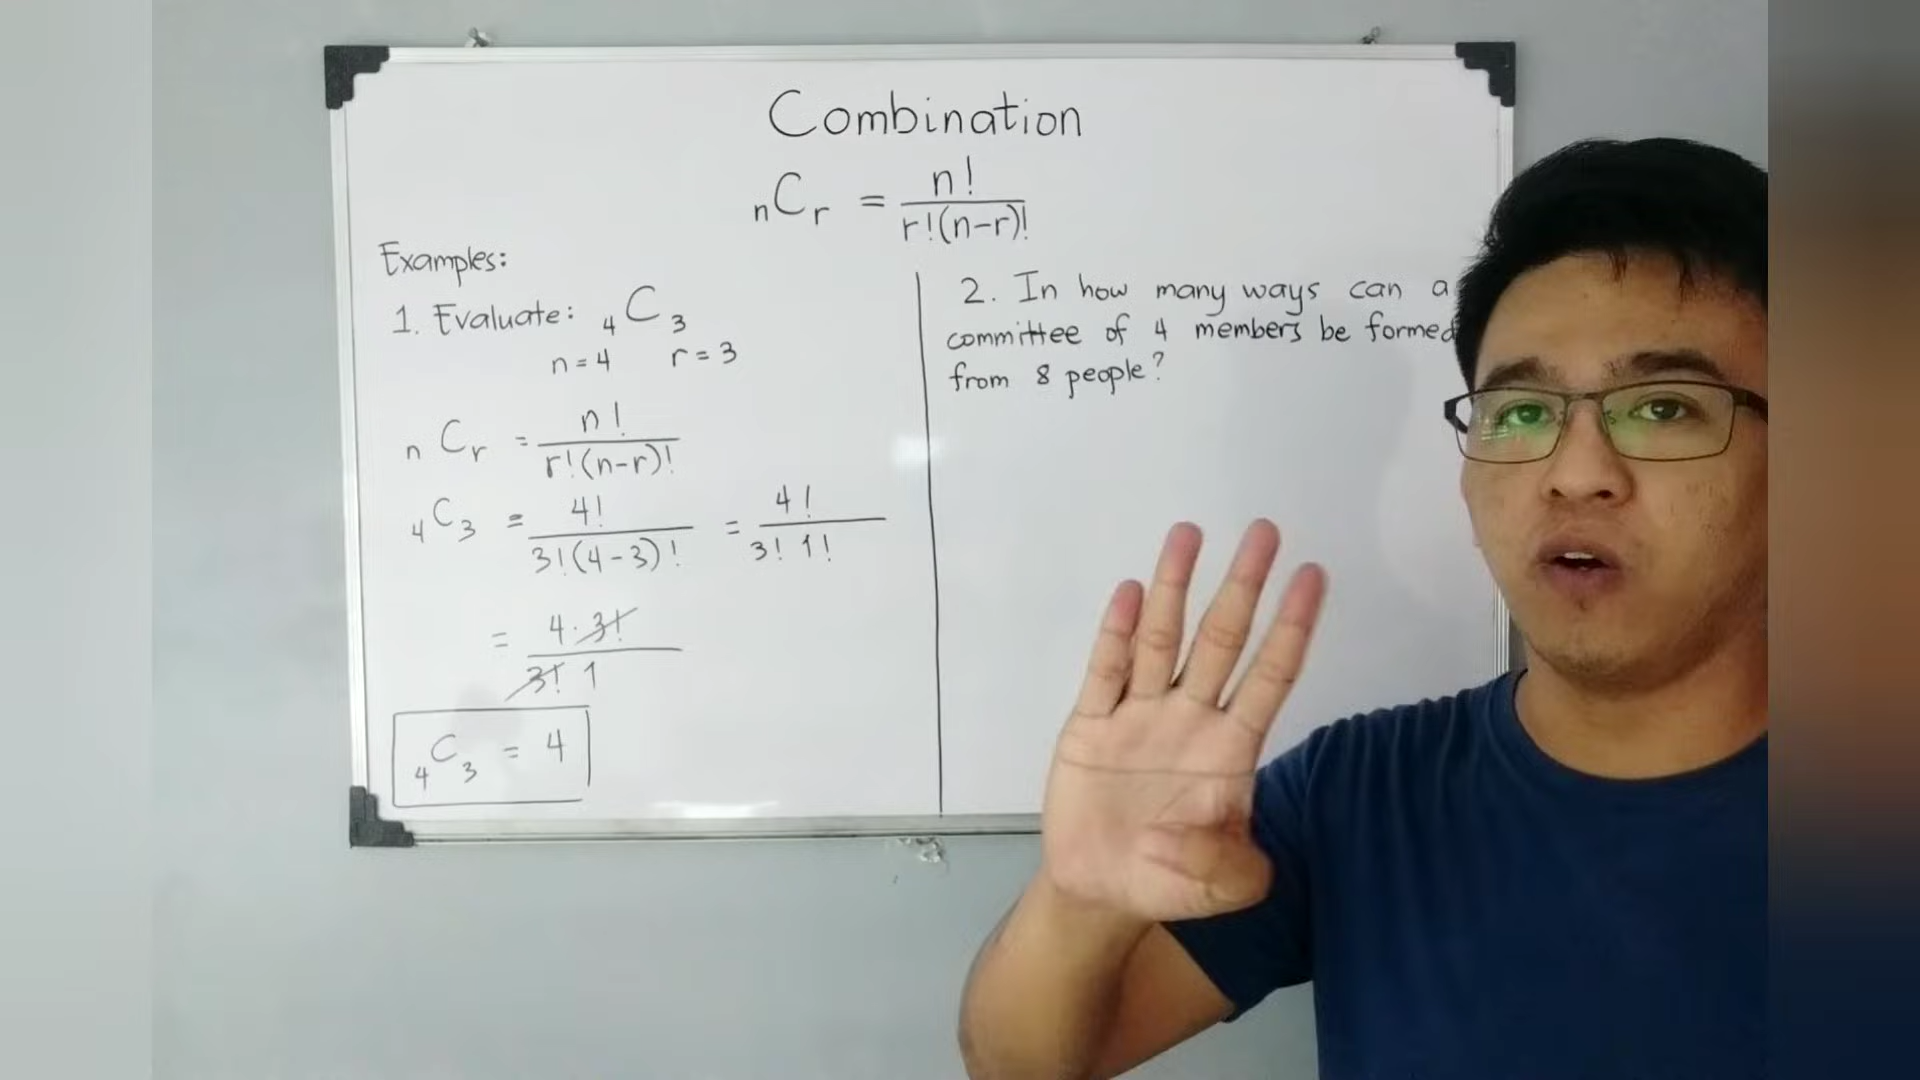 Combination
nCr = n! / r!(n-r)!
Examples:
1. Evaluate: 4C3
n=4 r=3
nCr = n! / r!(n-r)!
4C3 = 4! / 3!(4-3)! = 4! / 3! 1!
= 4·3! / 3! 1
4C3 = 4
2. In how many ways can a
committee of 4 members be formed
from 8 people?